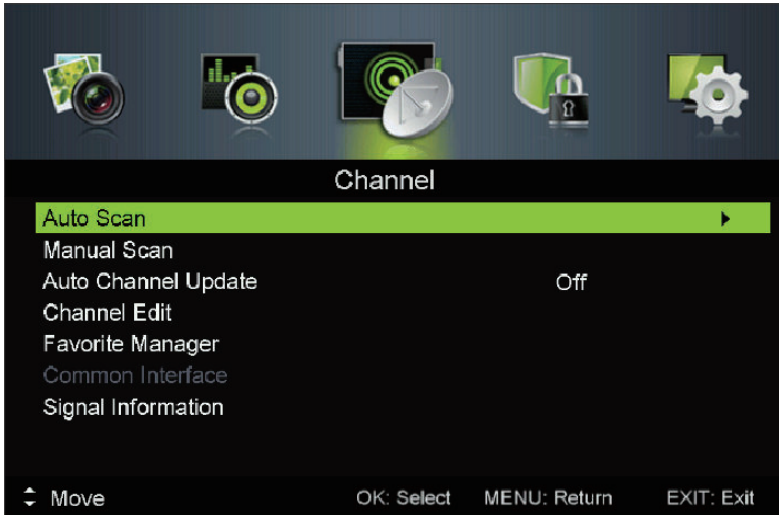 Channel
Auto Scan
Manual Scan
Auto Channel Update Off
Channel Edit
Favorite Manager
Common Interface
Signal Information
Move OK: Select MENU: Return EXIT: Exit